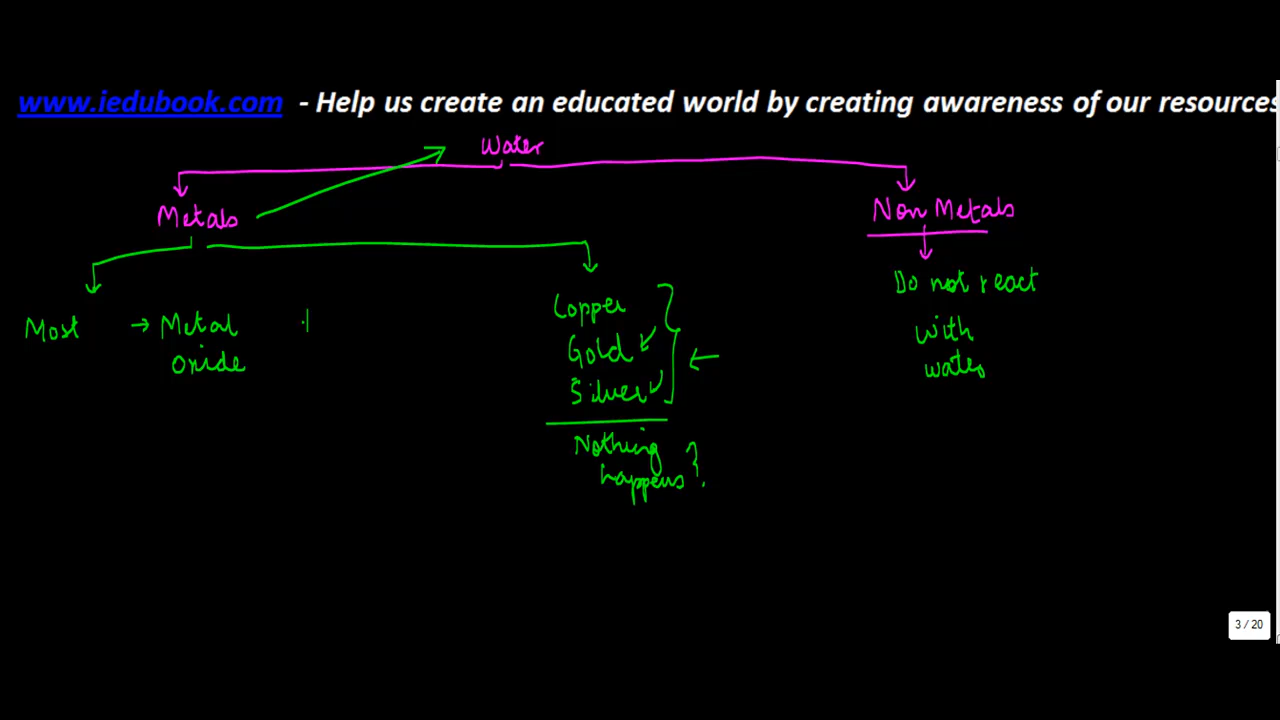 www.iedubook.com - Help us create an educated world by creating awareness of our resources
Water
Metals
Non Metals
Most → Metal
oxide
Copper
Gold
Silver
Nothing
happens
Do not react
with
water
3 / 20